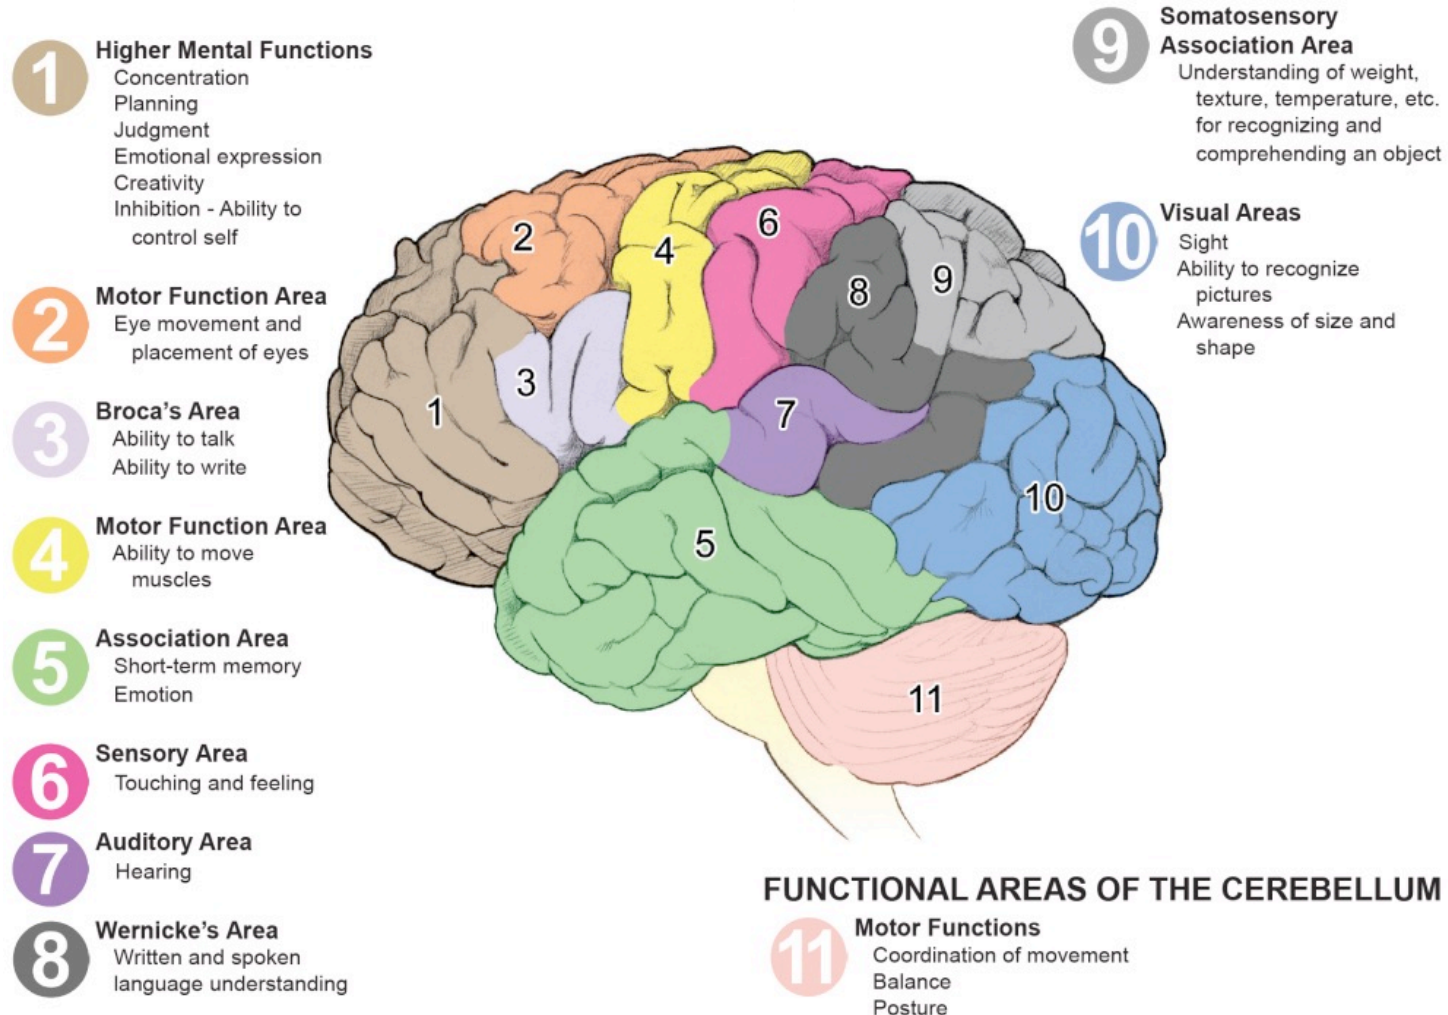 1
Higher Mental Functions
Concentration
Planning
Judgment
Emotional expression
Creativity
Inhibition - Ability to
control self
2
Motor Function Area
Eye movement and
placement of eyes
3
Broca's Area
Ability to talk
Ability to write
4
Motor Function Area
Ability to move
muscles
5
Association Area
Short-term memory
Emotion
6
Sensory Area
Touching and feeling
7
Auditory Area
Hearing
8
Wernicke's Area
Written and spoken
language understanding
9
Somatosensory
Association Area
Understanding of weight,
texture, temperature, etc.
for recognizing and
comprehending an object
10
Visual Areas
Sight
Ability to recognize
pictures
Awareness of size and
shape
1
2
3
4
5
6
7
8
9
10
11
FUNCTIONAL AREAS OF THE CEREBELLUM
11
Motor Functions
Coordination of movement
Balance
Posture